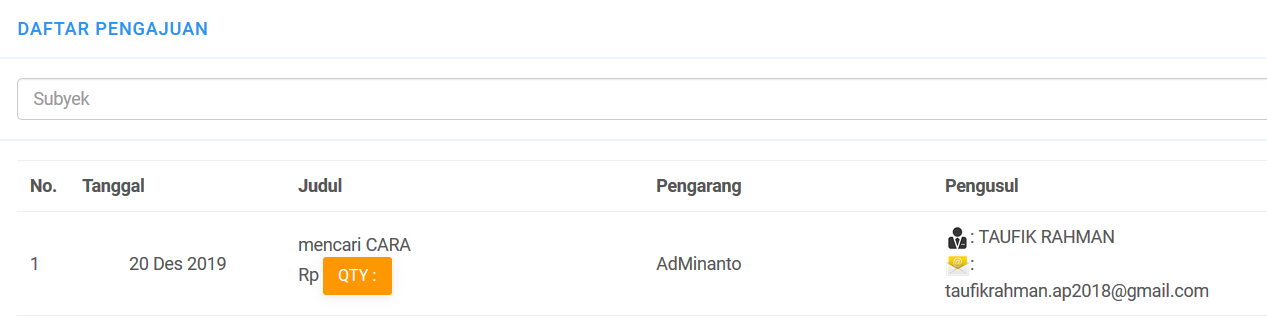 DAFTAR PENGAJUAN
Subyek
No. Tanggal Judul Pengarang Pengusul
1 20 Des 2019 mencari CARA AdMinanto : TAUFIK RAHMAN
Rp QTY : :
taufikrahman.ap2018@gmail.com